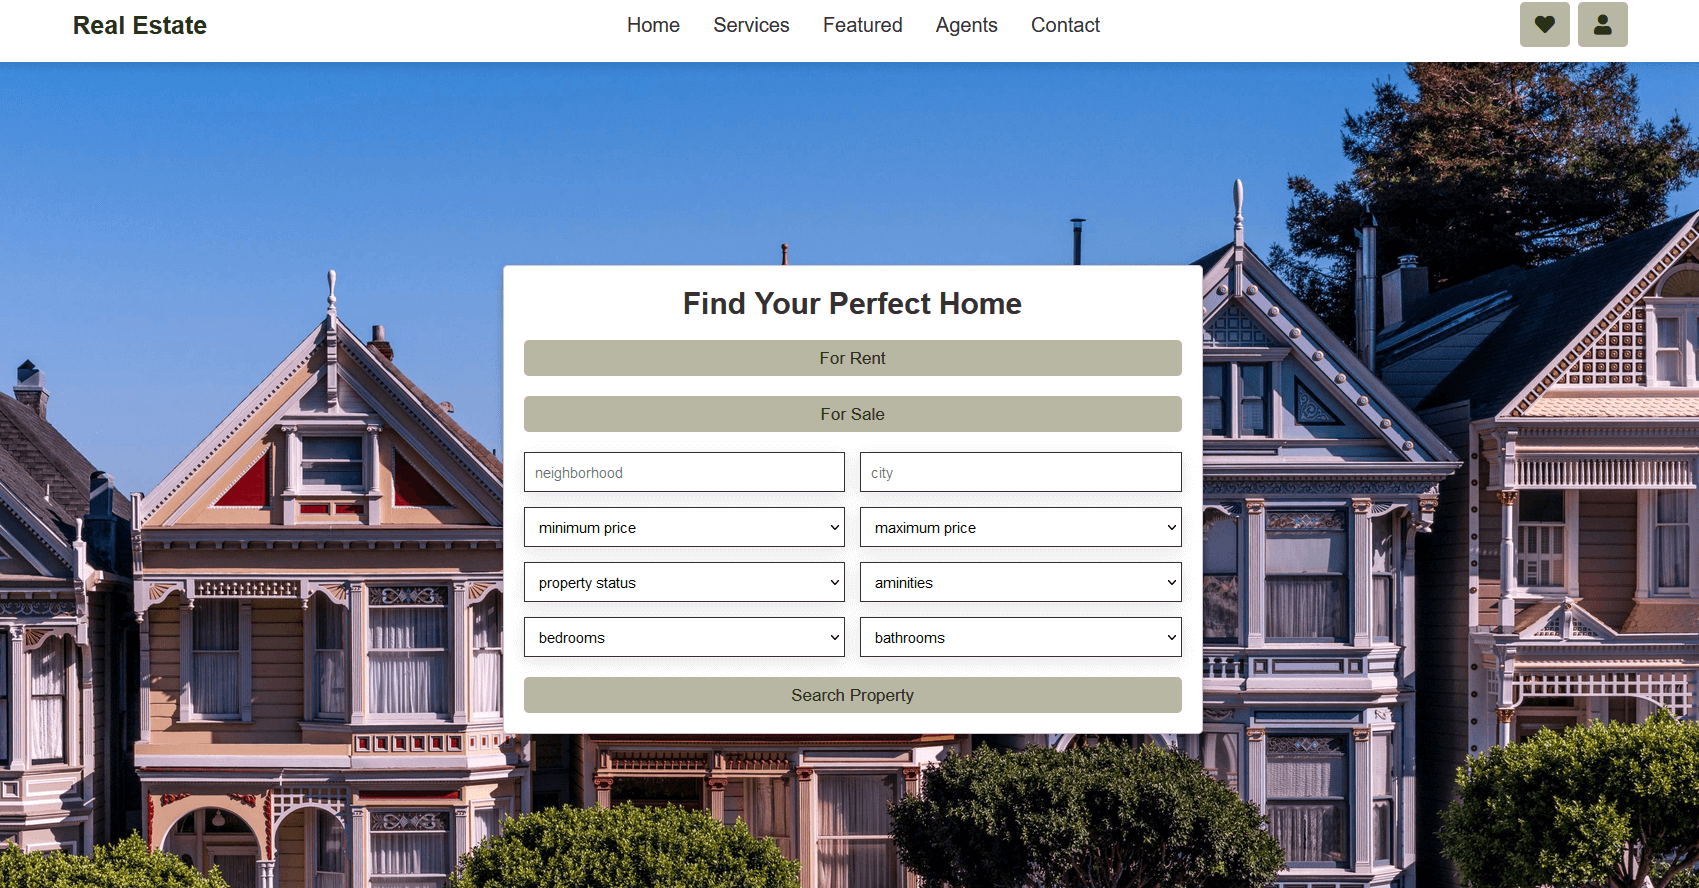 Real Estate
Home Services Featured Agents Contact
Find Your Perfect Home
For Rent
For Sale
neighborhood city
minimum price maximum price
property status aminities
bedrooms bathrooms
Search Property